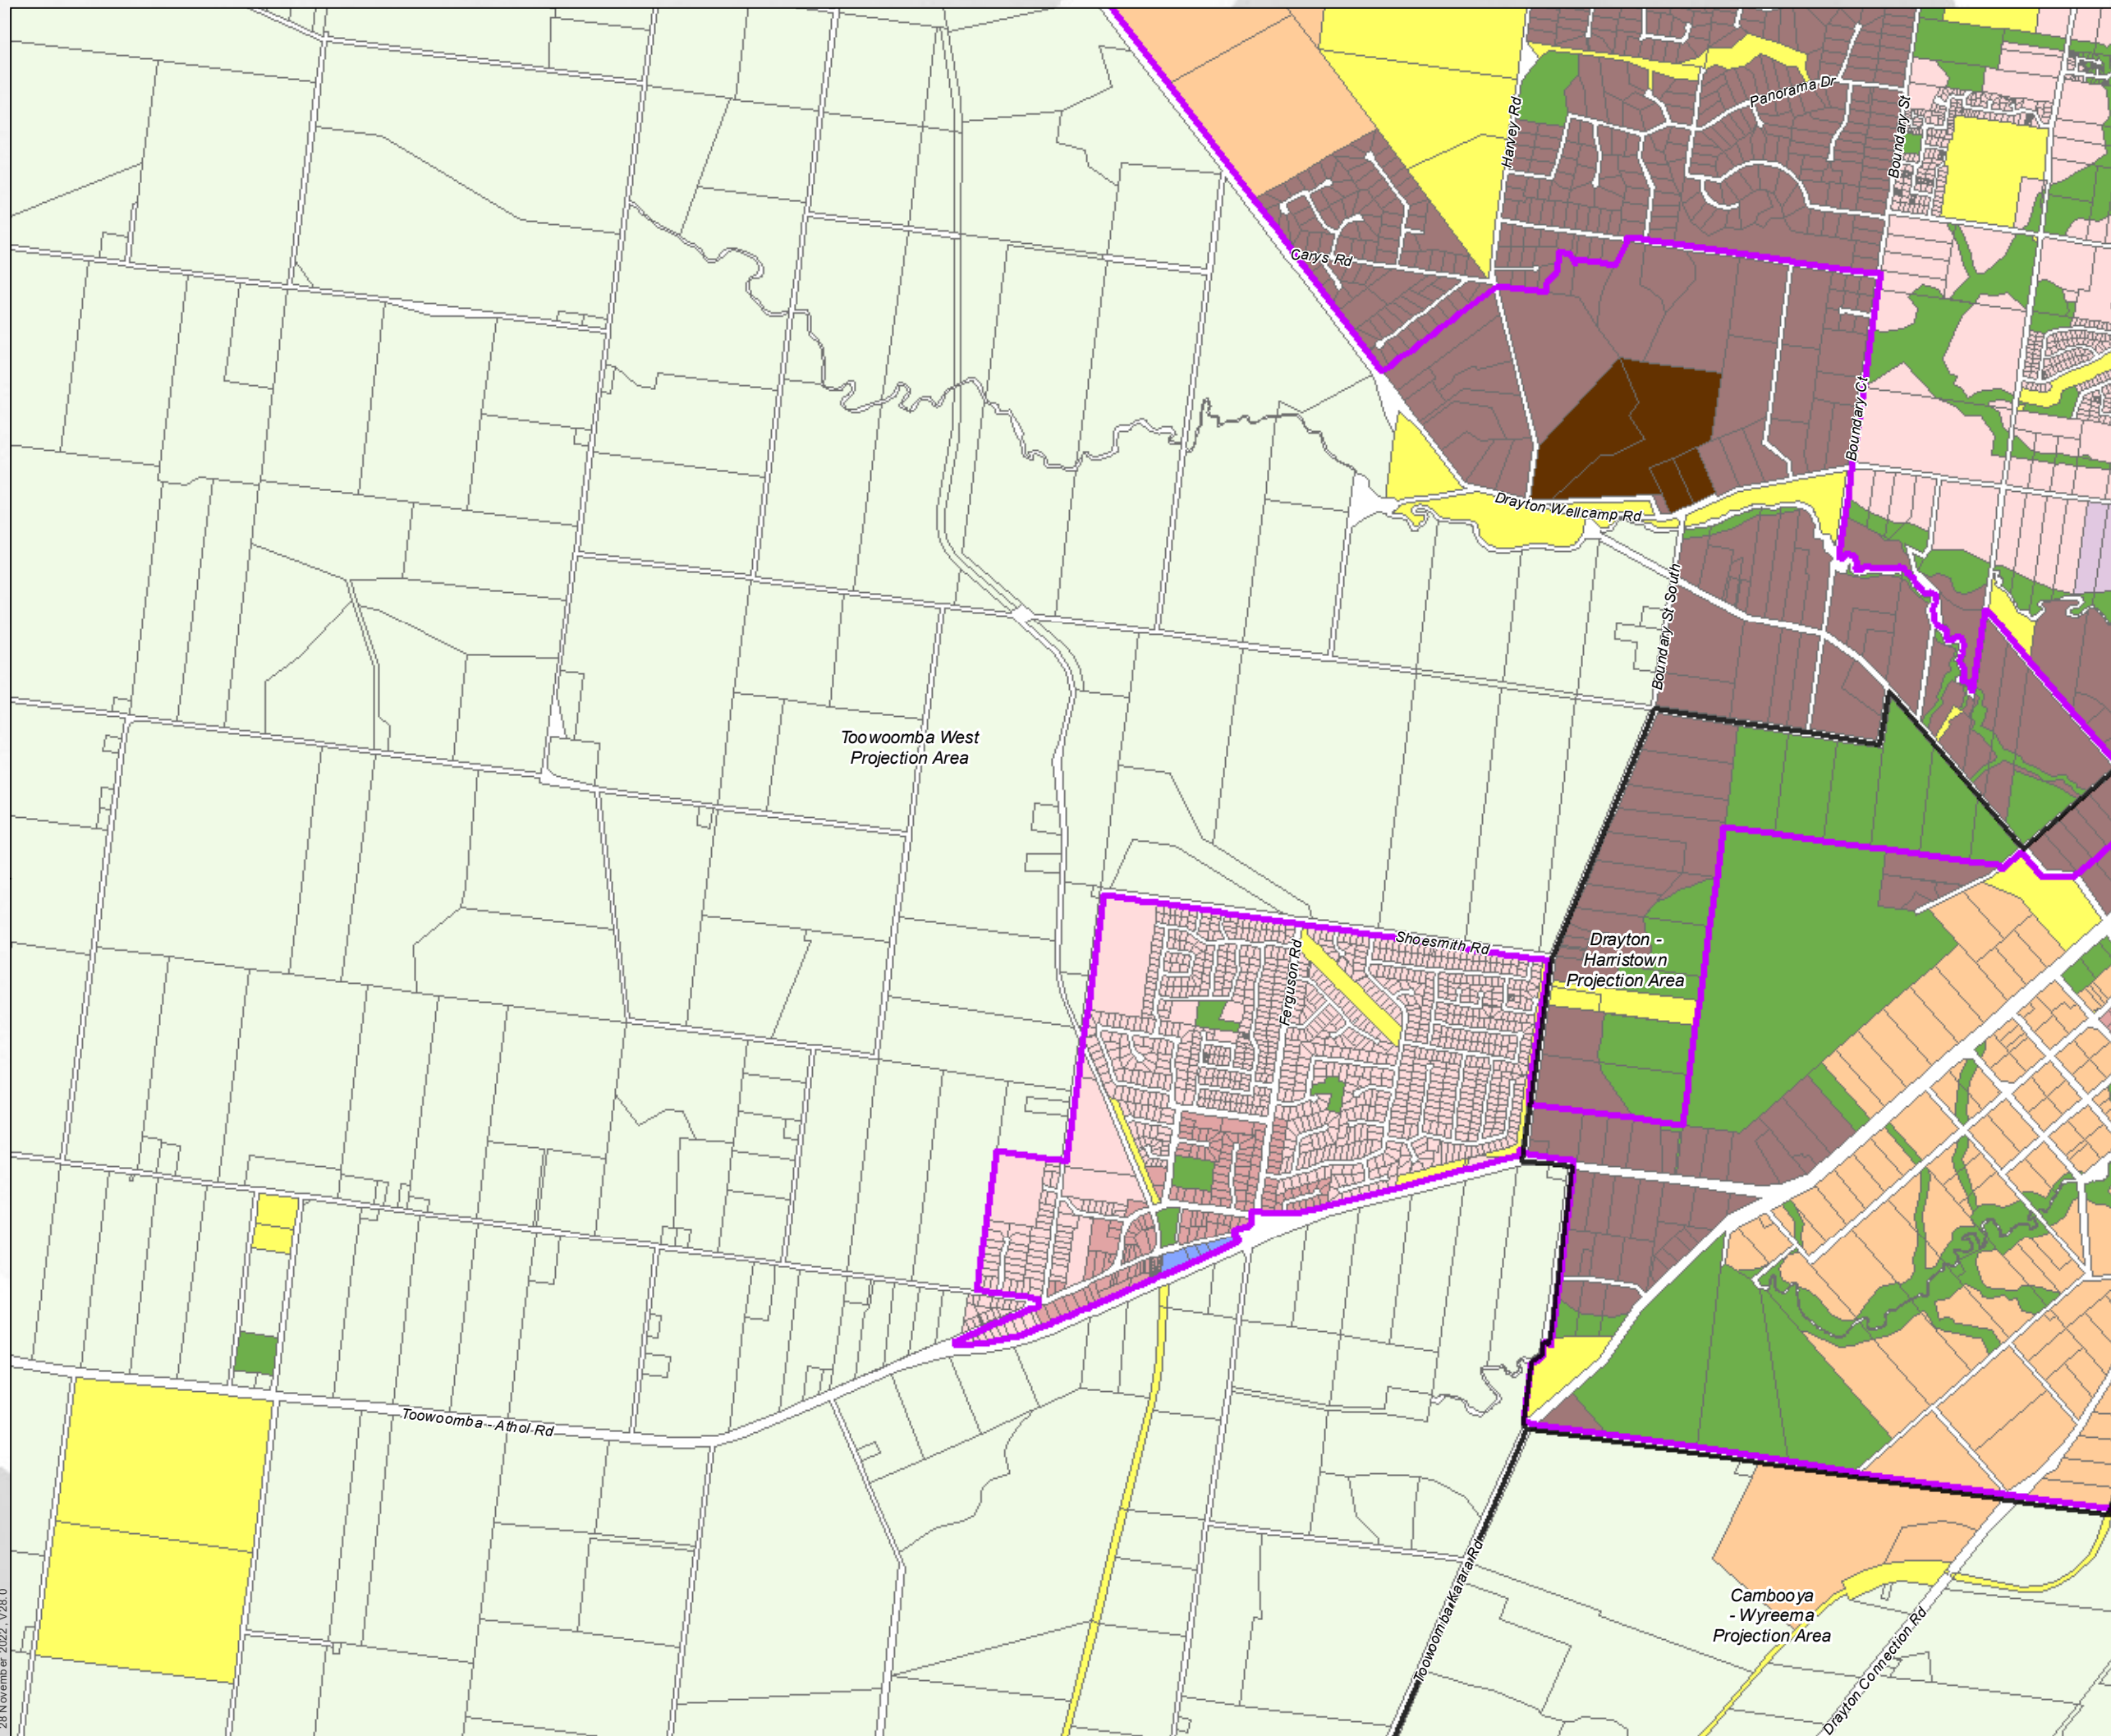 Panorama Dr
Harvey Rd
Boundary St
Carys Rd
Boundary Ct
Drayton Wellcamp Rd
Boundary St South
Toowoomba West
Projection Area
Shoesmith Rd
Ferguson Rd
Drayton -
Harristown
Projection Area
Toowoomba - Athol Rd
Toowoomba Karara Rd
Cambooya
- Wyreema
Projection Area
Drayton Connection Rd
28 November 2022, V28.0